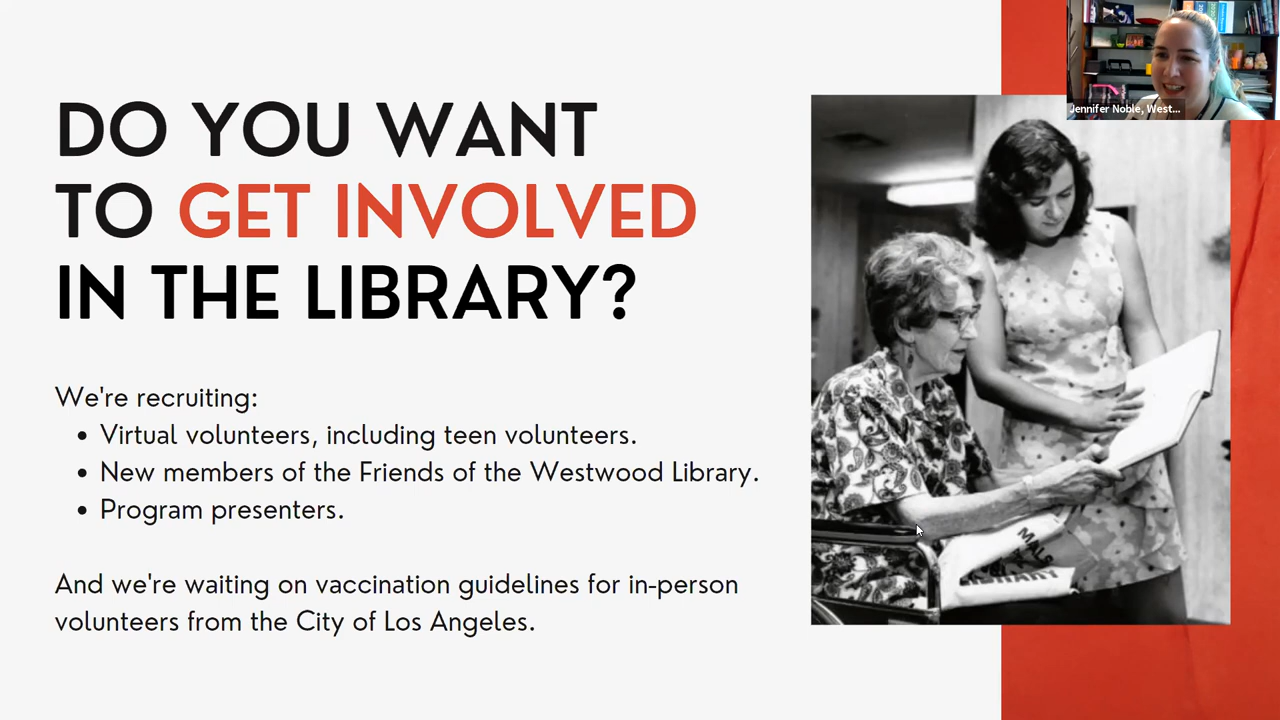 DO YOU WANT
TO GET INVOLVED
IN THE LIBRARY?
We're recruiting:
• Virtual volunteers, including teen volunteers.
• New members of the Friends of the Westwood Library.
• Program presenters.
And we're waiting on vaccination guidelines for in-person
volunteers from the City of Los Angeles.
Jennifer Noble, West...
MALS